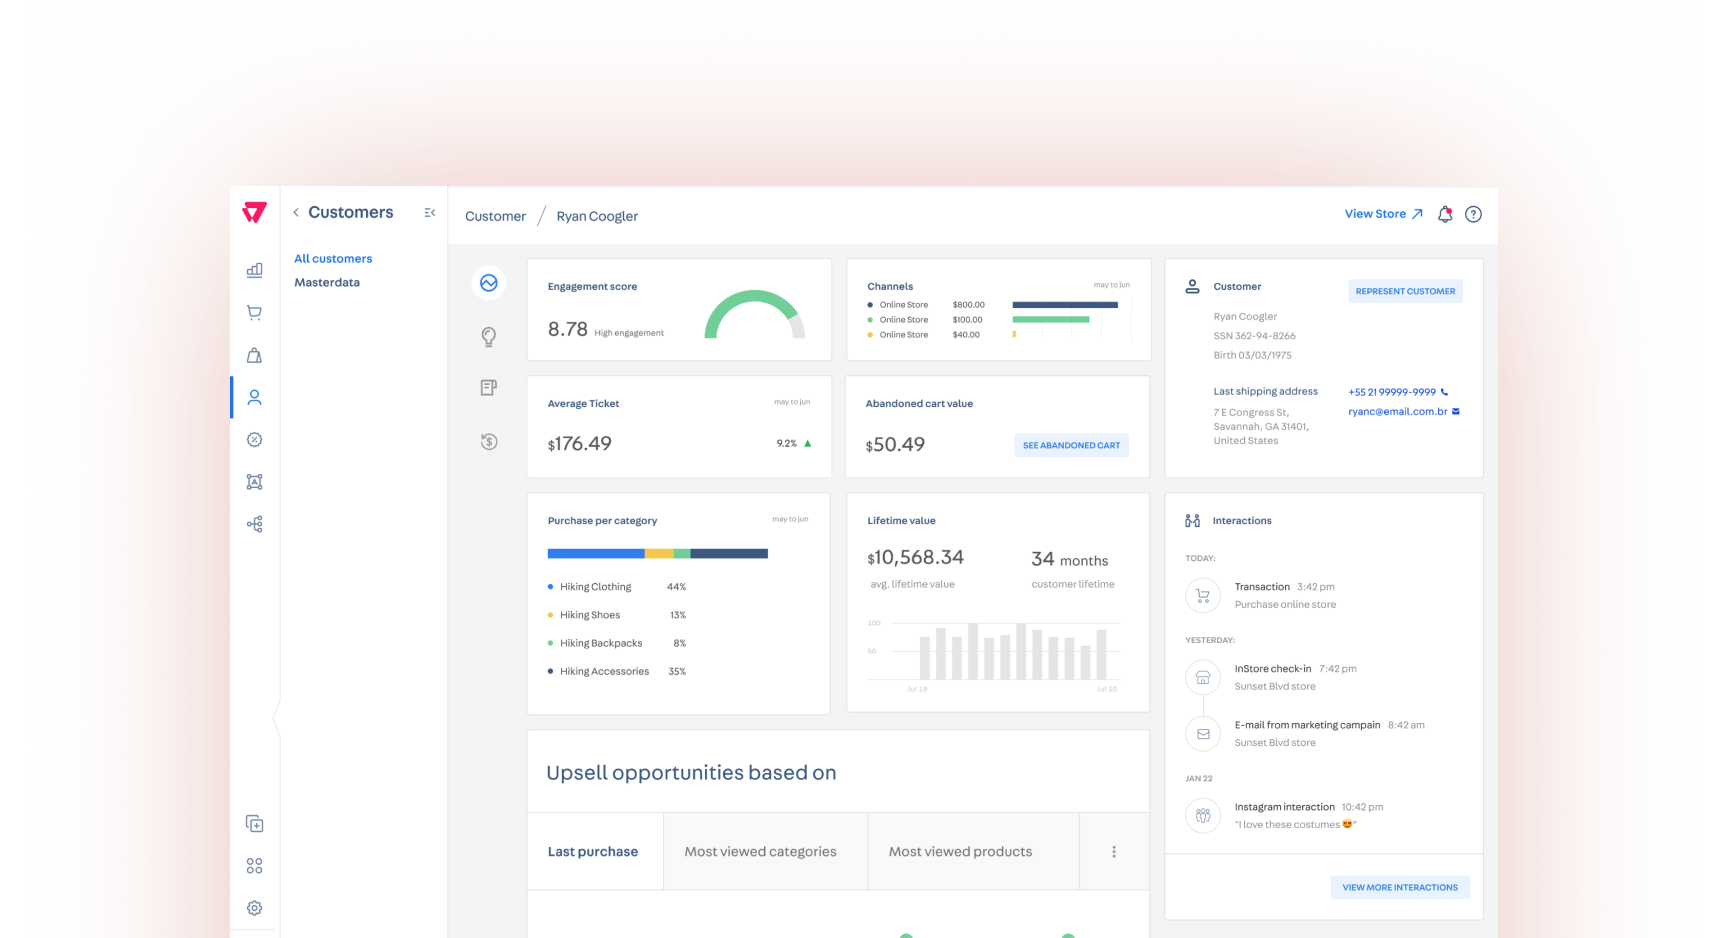 Customers
All customers
Masterdata
Customer / Ryan Coogler
View Store
Engagement score
8.78 High engagement
Channels may to jun
Online Store $800.00
Online Store $100.00
Online Store $40.00
Average Ticket may to jun
$176.49 9.2%
Abandoned cart value
$50.49 SEE ABANDONED CART
Customer REPRESENT CUSTOMER
Ryan Coogler
SSN 362-94-8266
Birth 03/03/1975
Last shipping address +55 21 99999-9999
7 E Congress St, ryanc@email.com.br
Savannah, GA 31401,
United States
Purchase per category may to jun
Hiking Clothing 44%
Hiking Shoes 13%
Hiking Backpacks 8%
Hiking Accessories 35%
Lifetime value
$10,568.34 34 months
avg. lifetime value customer lifetime
100
50
Jul 19 Jul 20
Interactions
TODAY:
Transaction 3:42 pm
Purchase online store
YESTERDAY:
InStore check-in 7:42 pm
Sunset Blvd store
E-mail from marketing campain 8:42 am
Sunset Blvd store
JAN 22
Instagram interaction 10:42 pm
"I love these costumes 😍"
VIEW MORE INTERACTIONS
Upsell opportunities based on
Last purchase Most viewed categories Most viewed products